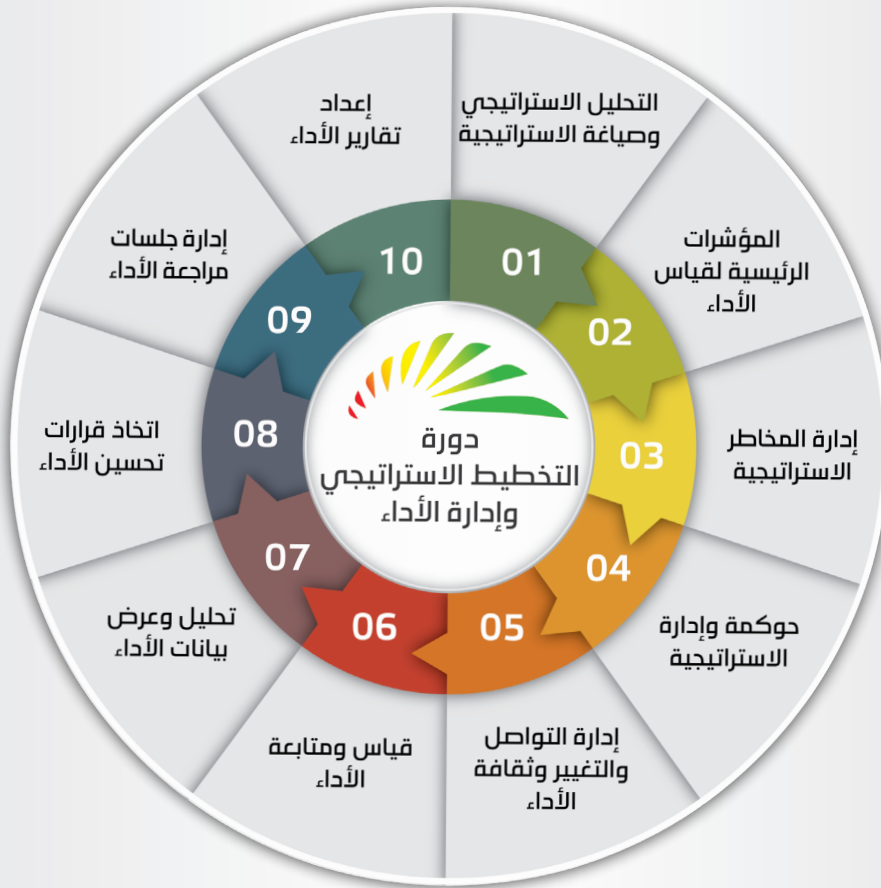 دورة
التخطيط الاستراتيجي
وإدارة الأداء
01
التحليل الاستراتيجي
وصياغة الاستراتيجية
02
المؤشرات
الرئيسية لقياس
الأداء
03
إدارة المخاطر
الاستراتيجية
04
حوكمة وإدارة
الاستراتيجية
05
إدارة التواصل
والتغيير وثقافة
الأداء
06
قياس ومتابعة
الأداء
07
تحليل وعرض
بيانات الأداء
08
اتخاذ قرارات
تحسين الأداء
09
إدارة جلسات
مراجعة الأداء
10
إعداد
تقارير الأداء